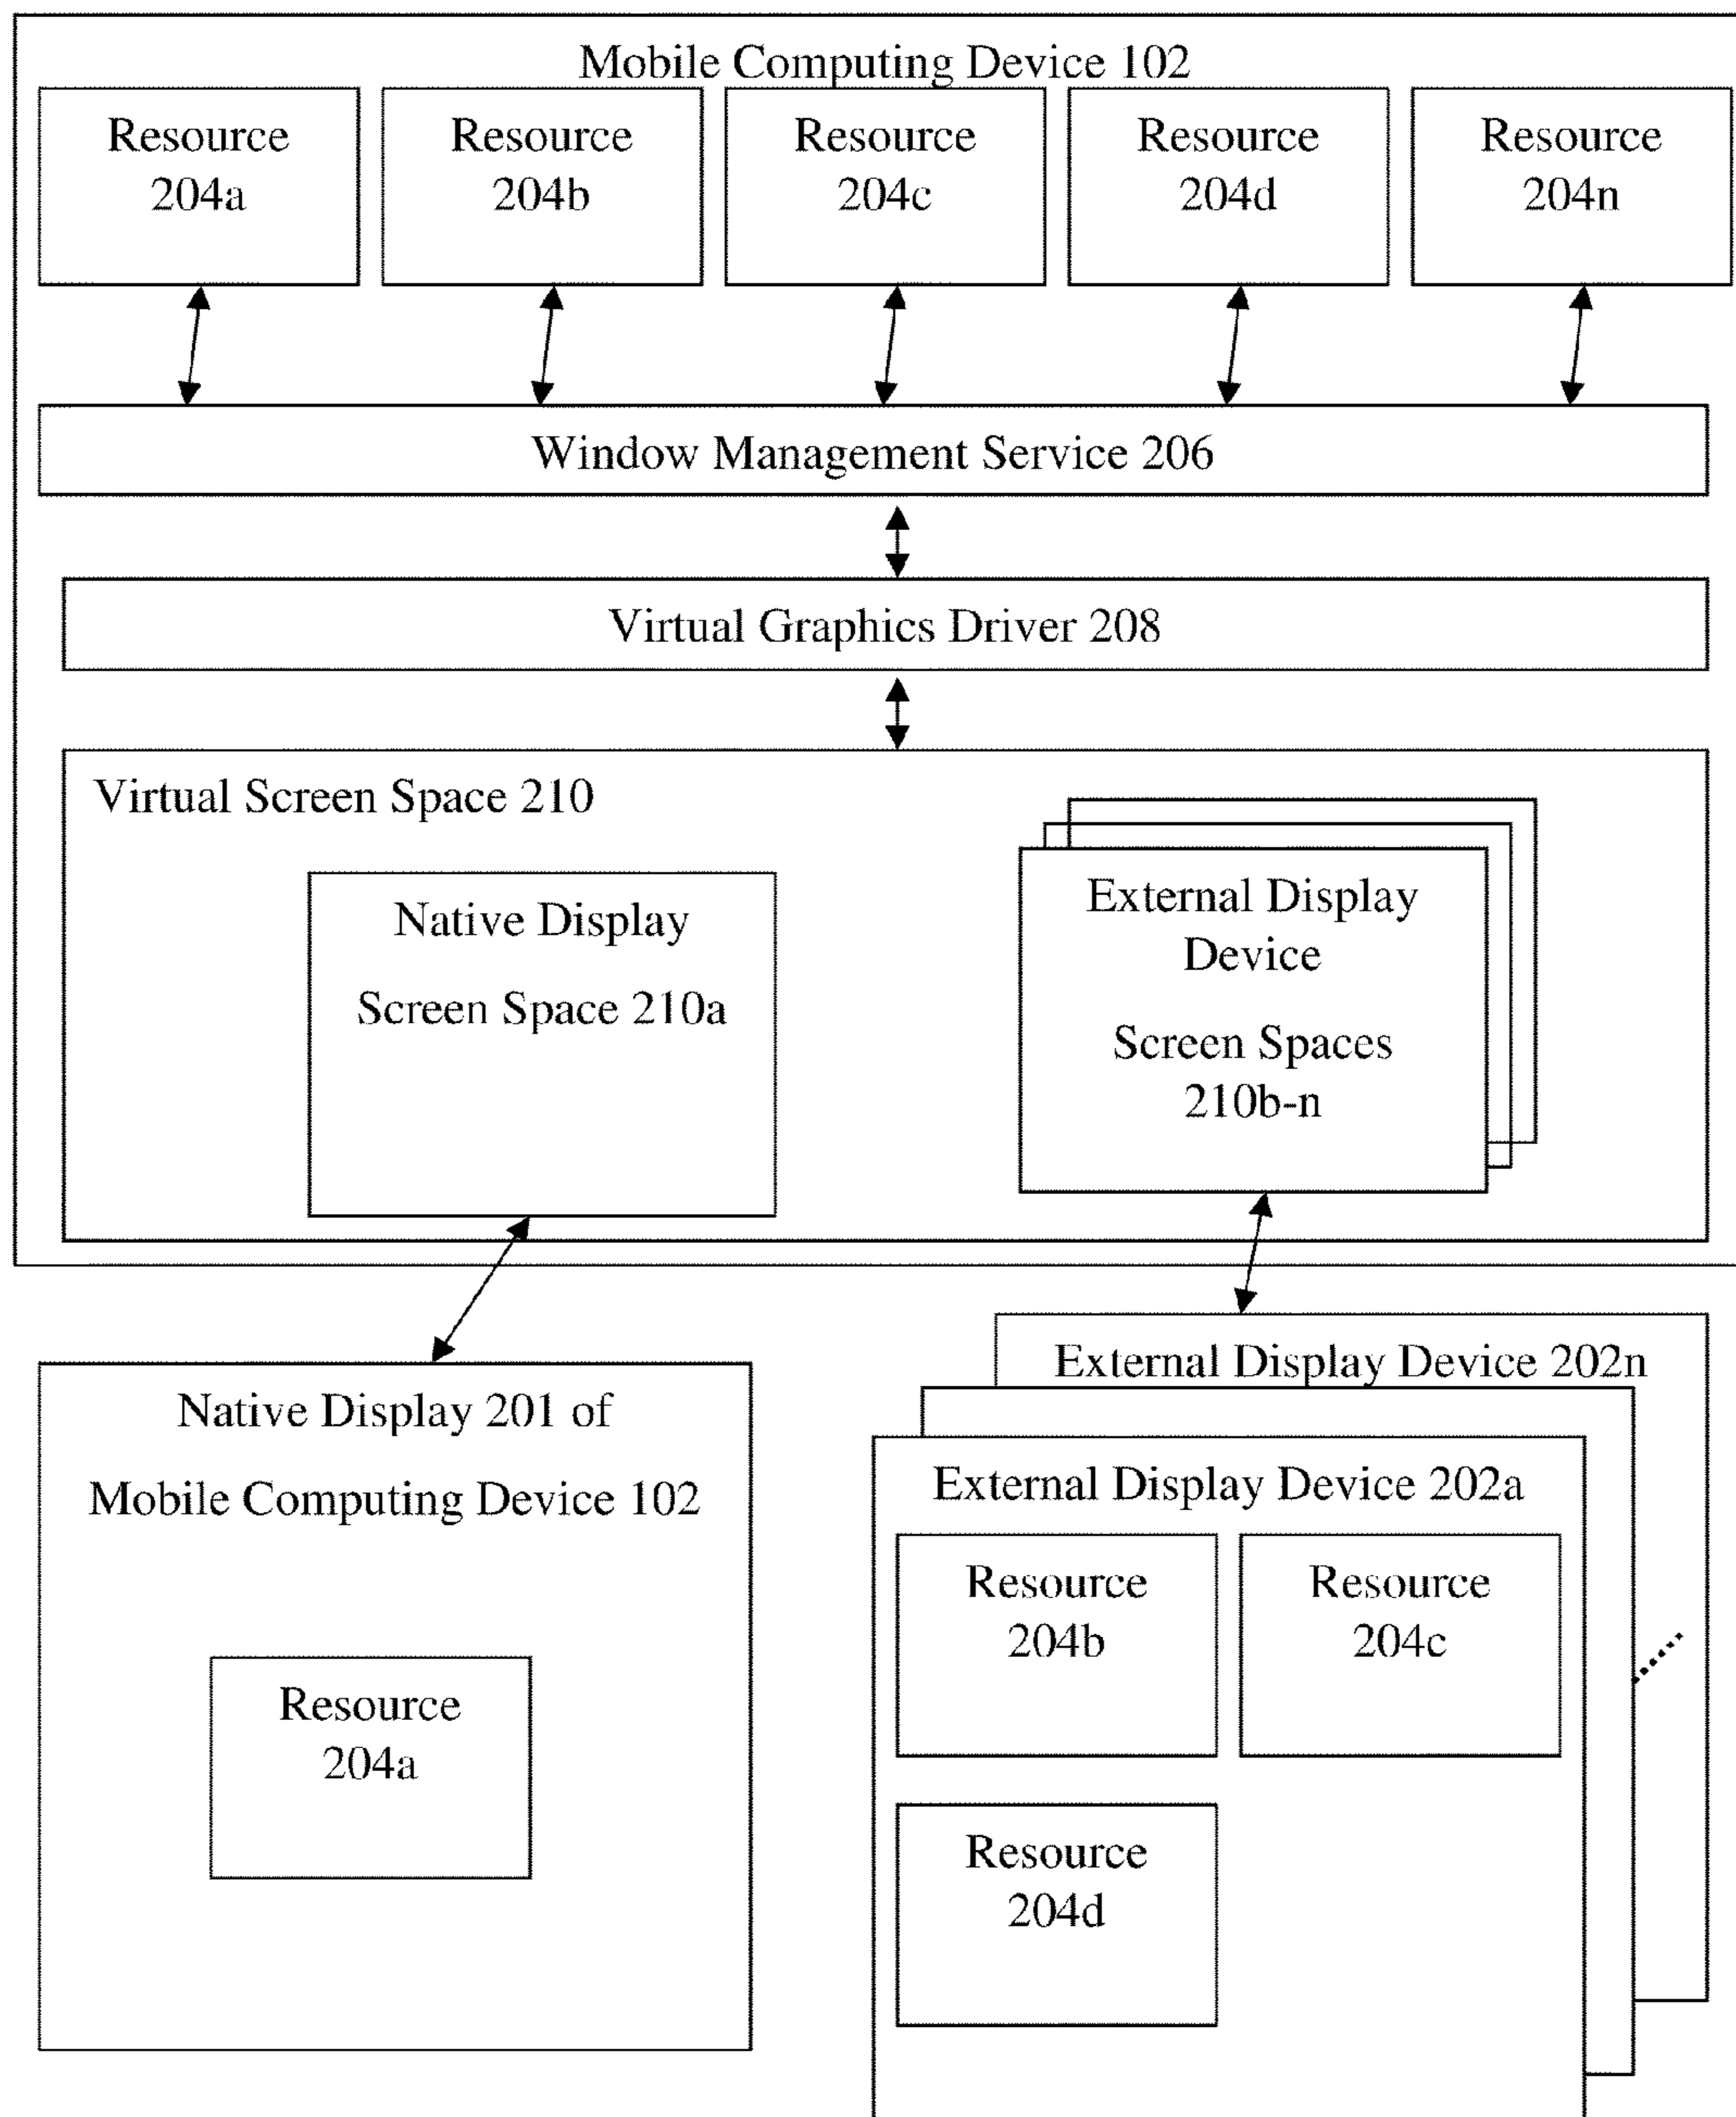 Mobile Computing Device 102
Resource
204a
Resource
204b
Resource
204c
Resource
204d
Resource
204n
Window Management Service 206
Virtual Graphics Driver 208
Virtual Screen Space 210
Native Display
Screen Space 210a
External Display
Device
Screen Spaces
210b-n
Native Display 201 of
Mobile Computing Device 102
Resource
204a
External Display Device 202n
External Display Device 202a
Resource
204b
Resource
204c
Resource
204d